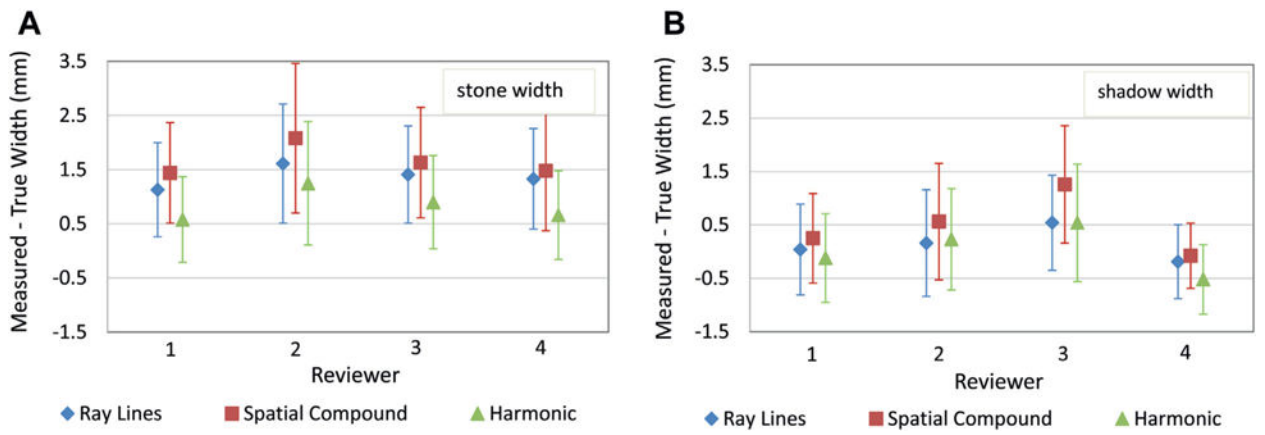 A
Measured - True Width (mm)
3.5
2.5
1.5
0.5
-0.5
-1.5
stone width
1 2 3 4
Reviewer
Ray Lines Spatial Compound Harmonic
B
Measured - True Width (mm)
3.5
2.5
1.5
0.5
-0.5
-1.5
shadow width
1 2 3 4
Reviewer
Ray Lines Spatial Compound Harmonic